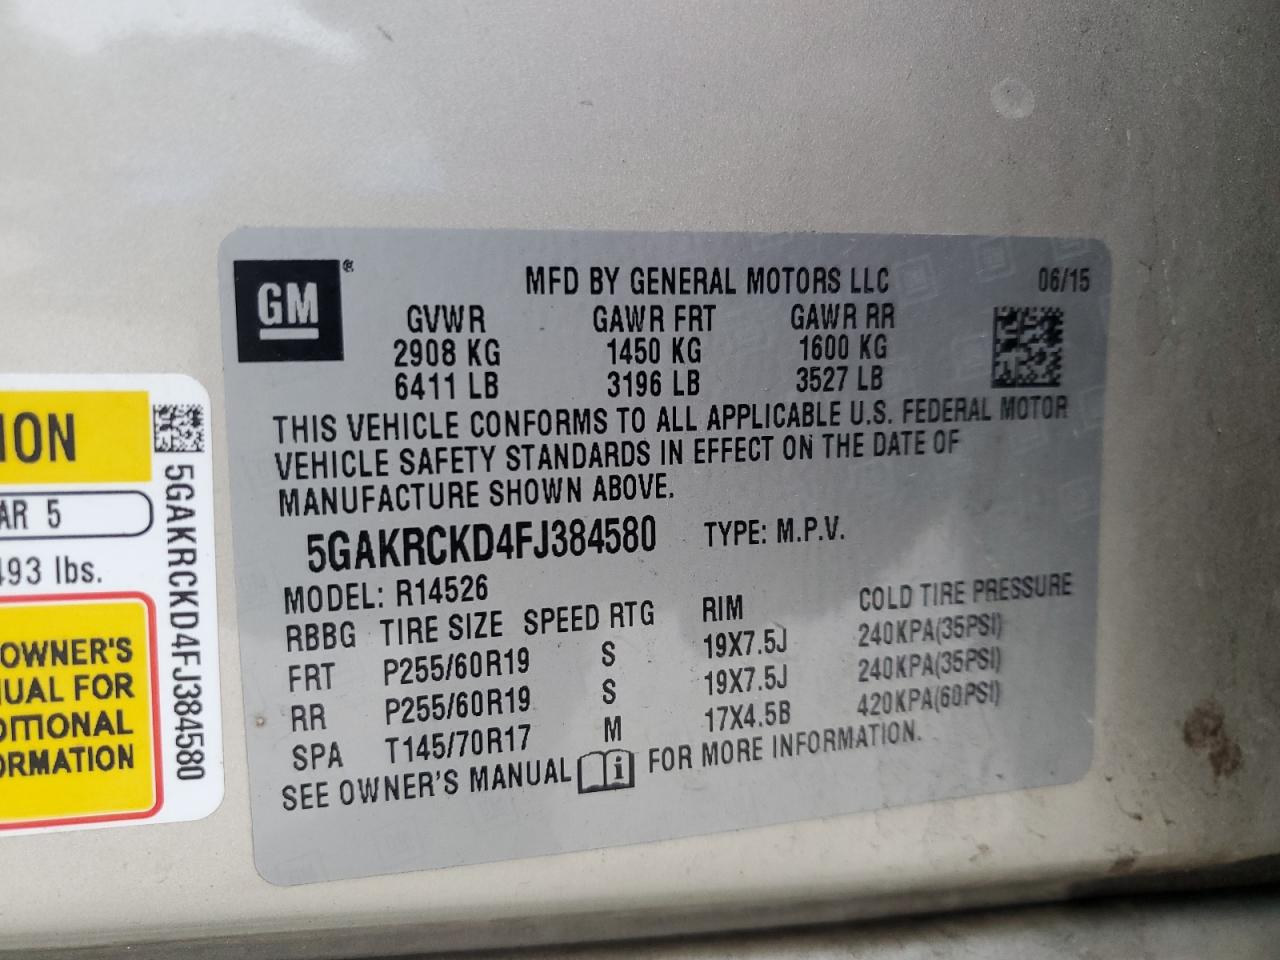 GM®
MFD BY GENERAL MOTORS LLC 06/15
GVWR GAWR FRT GAWR RR
2908 KG 1450 KG 1600 KG
6411 LB 3196 LB 3527 LB
THIS VEHICLE CONFORMS TO ALL APPLICABLE U.S. FEDERAL MOTOR
VEHICLE SAFETY STANDARDS IN EFFECT ON THE DATE OF
MANUFACTURE SHOWN ABOVE.
5GAKRCKD4FJ384580 TYPE: M.P.V.
MODEL: R14526
RBBG TIRE SIZE SPEED RTG RIM COLD TIRE PRESSURE
FRT P255/60R19 S 19X7.5J 240KPA(35PSI)
RR P255/60R19 S 19X7.5J 240KPA(35PSI)
SPA T145/70R17 M 17X4.5B 420KPA(60PSI)
SEE OWNER'S MANUAL i FOR MORE INFORMATION.
ION
AR 5
493 lbs.
OWNER'S
UAL FOR
DITIONAL
ORMATION
5GAKRCKD4FJ384580